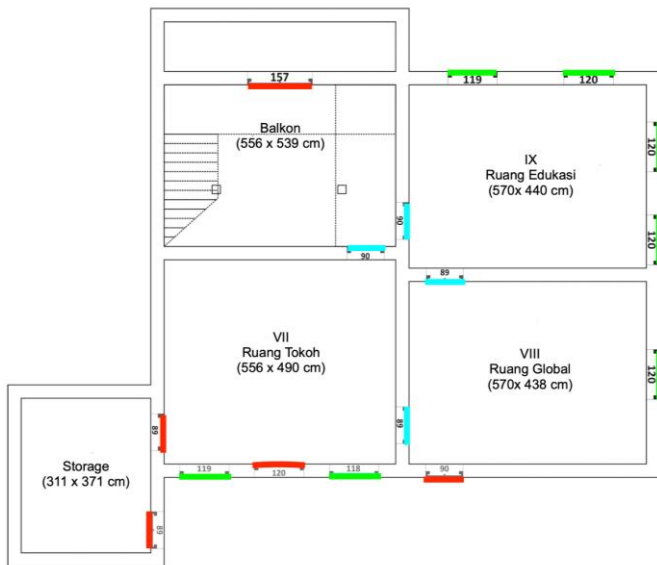 157
119
120
Balkon
(556 x 539 cm)
120
IX
Ruang Edukasi
(570x 440 cm)
90
120
90
89
VII
Ruang Tokoh
(556 x 490 cm)
VIII
Ruang Global
(570x 438 cm)
120
89
89
Storage
(311 x 371 cm)
119
120
118
90
89